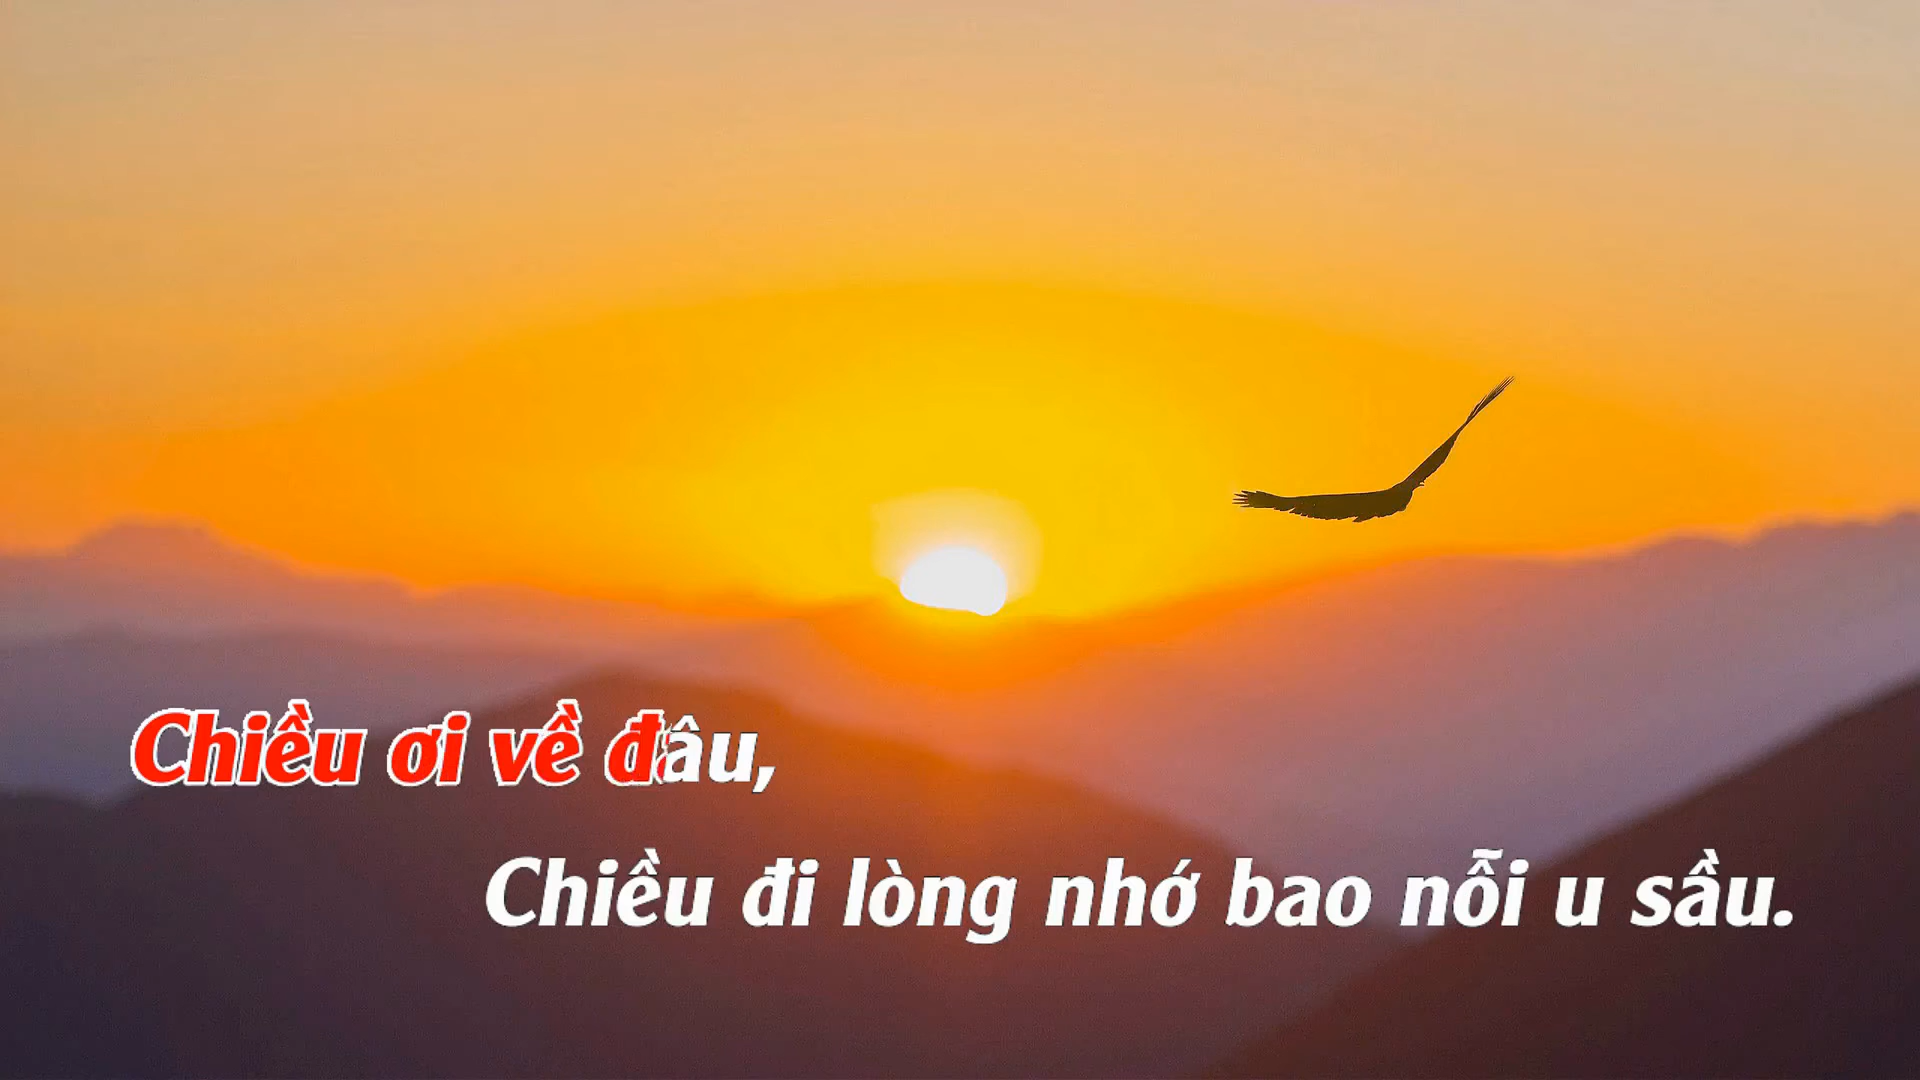 Chiều ơi về đâu,
Chiều đi lòng nhớ bao nỗi u sầu.